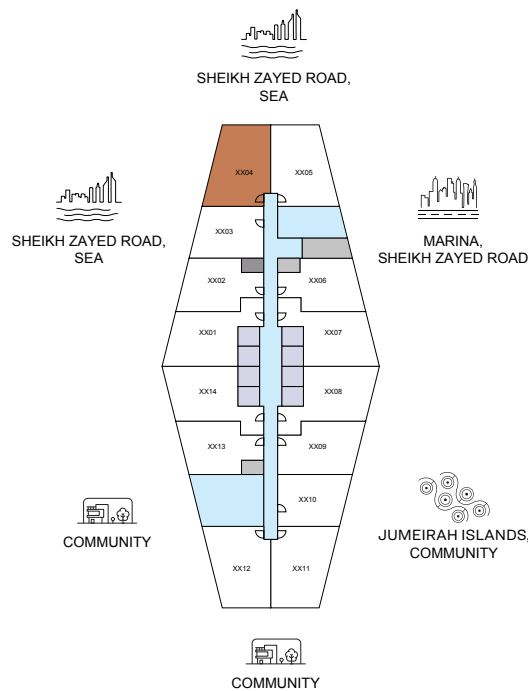 SHEIKH ZAYED ROAD,
SEA
XX04
XX05
SHEIKH ZAYED ROAD,
SEA
XX03
MARINA,
SHEIKH ZAYED ROAD
XX02
XX06
XX01
XX07
XX14
XX08
XX13
XX09
XX10
COMMUNITY
JUMEIRAH ISLANDS,
COMMUNITY
XX12
XX11
COMMUNITY